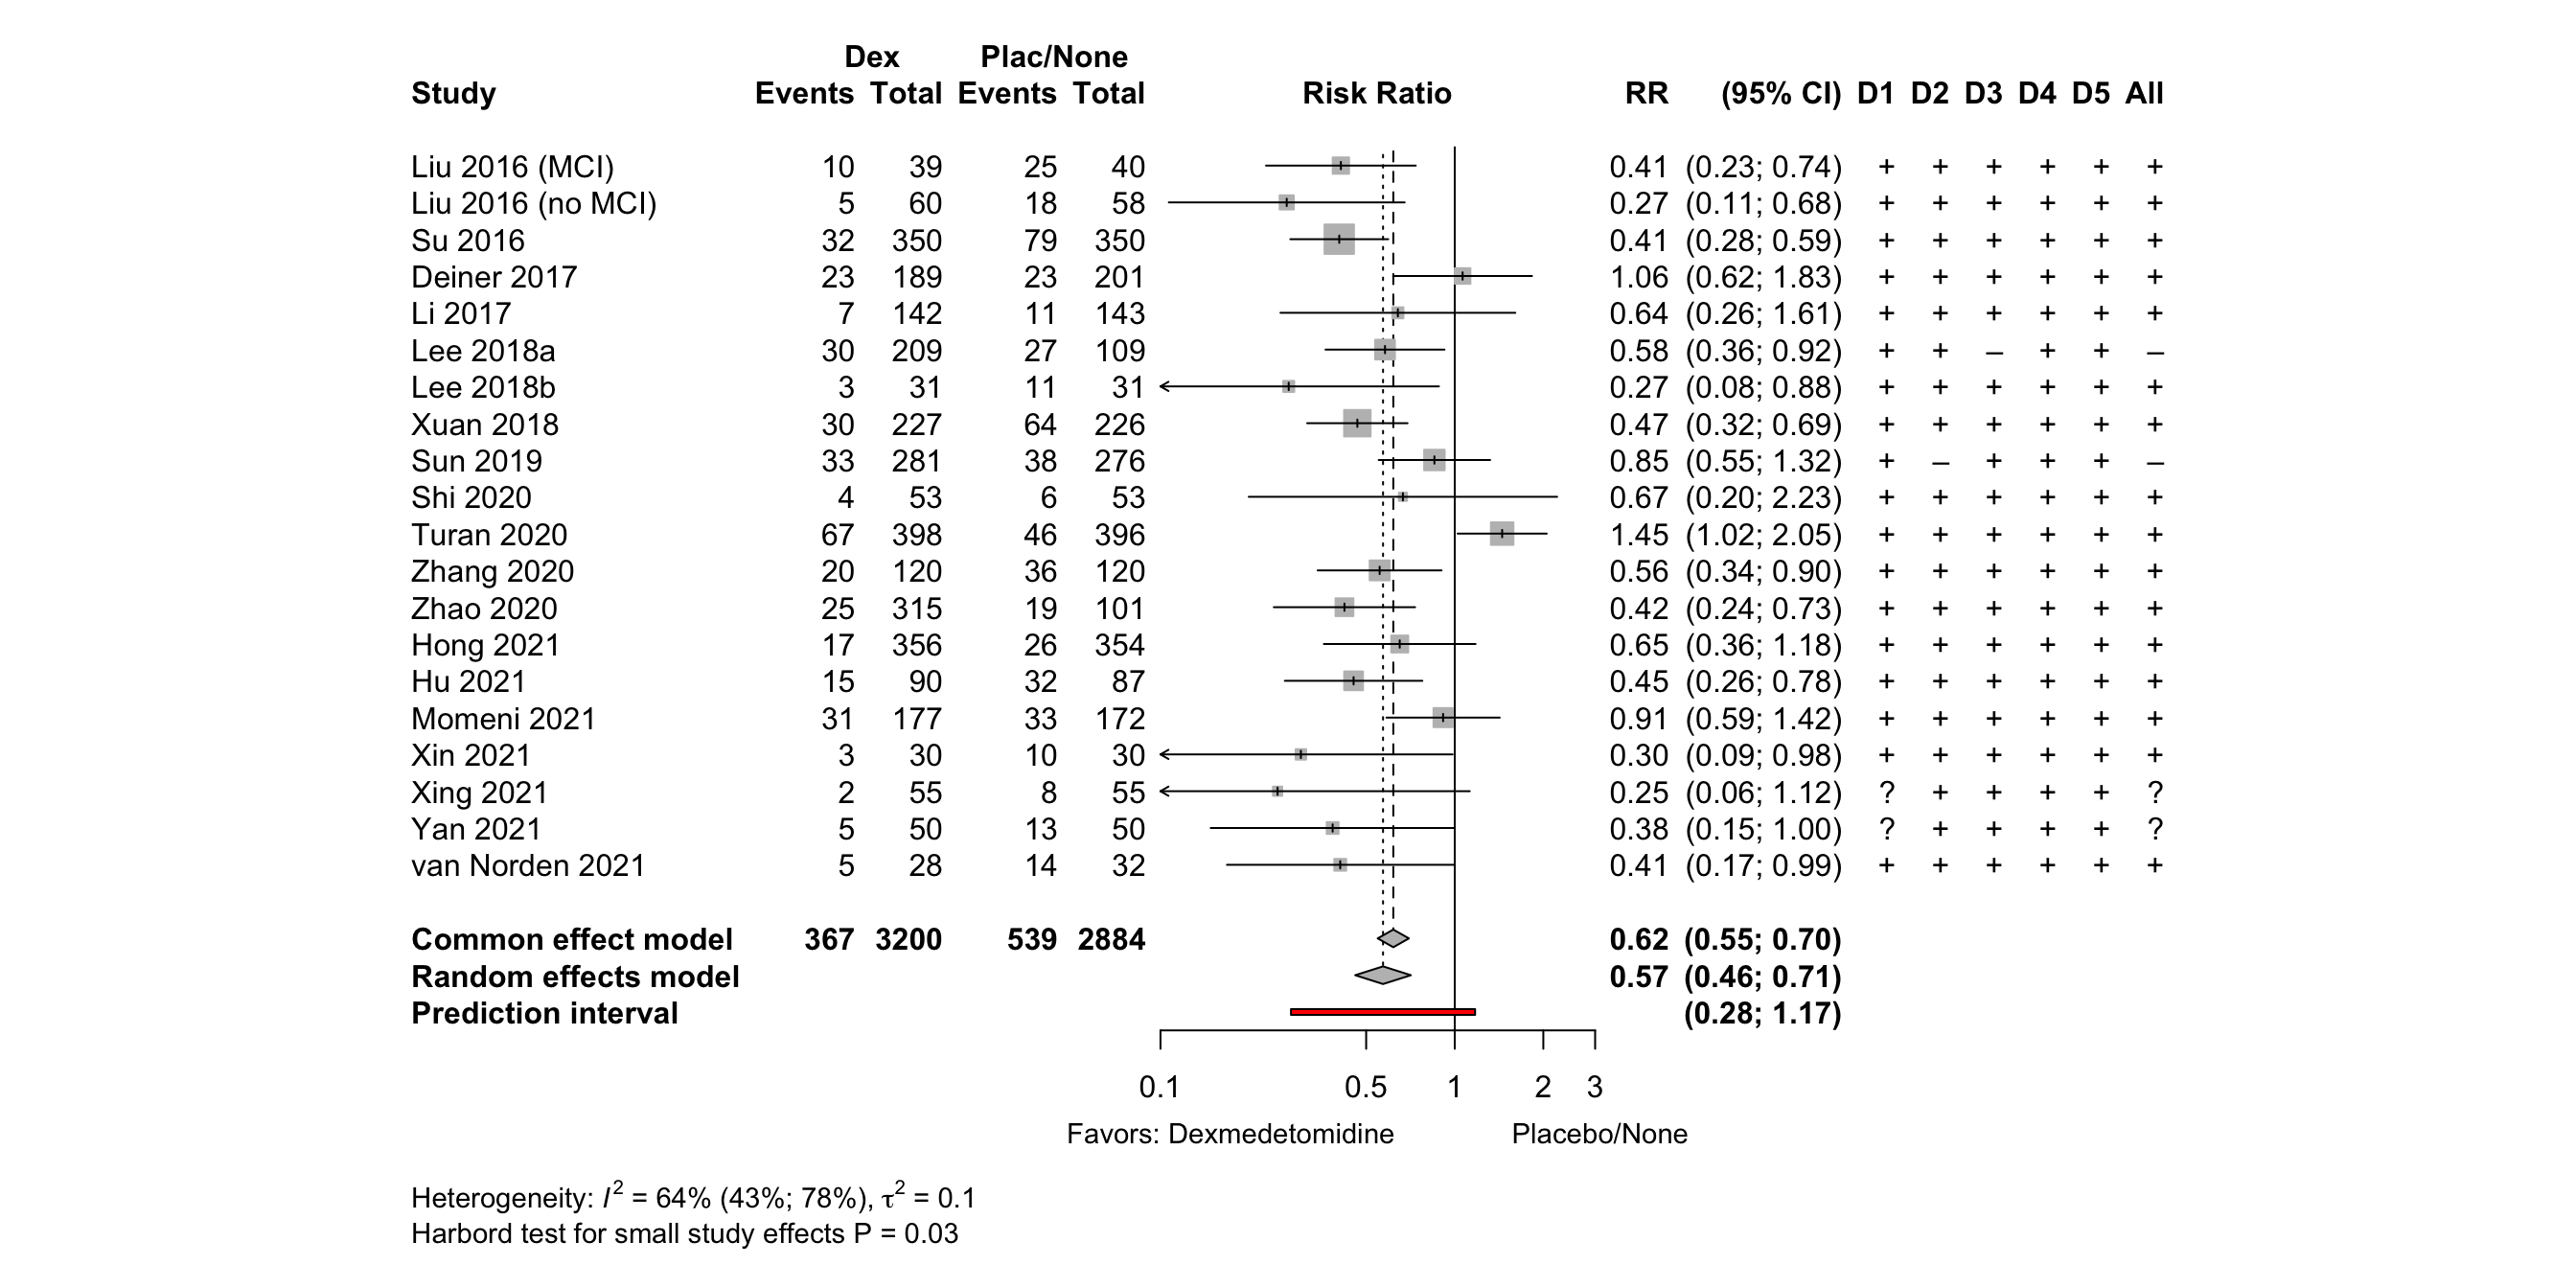 Dex Plac/None
Study Events Total Events Total Risk Ratio RR (95% CI) D1 D2 D3 D4 D5 All
Liu 2016 (MCI) 10 39 25 40 0.41 (0.23; 0.74) + + + + + +
Liu 2016 (no MCI) 5 60 18 58 0.27 (0.11; 0.68) + + + + + +
Su 2016 32 350 79 350 0.41 (0.28; 0.59) + + + + + +
Deiner 2017 23 189 23 201 1.06 (0.62; 1.83) + + + + + +
Li 2017 7 142 11 143 0.64 (0.26; 1.61) + + + + + +
Lee 2018a 30 209 27 109 0.58 (0.36; 0.92) + + – + + –
Lee 2018b 3 31 11 31 0.27 (0.08; 0.88) + + + + + +
Xuan 2018 30 227 64 226 0.47 (0.32; 0.69) + + + + + +
Sun 2019 33 281 38 276 0.85 (0.55; 1.32) + – + + + –
Shi 2020 4 53 6 53 0.67 (0.20; 2.23) + + + + + +
Turan 2020 67 398 46 396 1.45 (1.02; 2.05) + + + + + +
Zhang 2020 20 120 36 120 0.56 (0.34; 0.90) + + + + + +
Zhao 2020 25 315 19 101 0.42 (0.24; 0.73) + + + + + +
Hong 2021 17 356 26 354 0.65 (0.36; 1.18) + + + + + +
Hu 2021 15 90 32 87 0.45 (0.26; 0.78) + + + + + +
Momeni 2021 31 177 33 172 0.91 (0.59; 1.42) + + + + + +
Xin 2021 3 30 10 30 0.30 (0.09; 0.98) + + + + + +
Xing 2021 2 55 8 55 0.25 (0.06; 1.12) ? + + + + ?
Yan 2021 5 50 13 50 0.38 (0.15; 1.00) ? + + + + ?
van Norden 2021 5 28 14 32 0.41 (0.17; 0.99) + + + + + +
Common effect model 367 3200 539 2884 0.62 (0.55; 0.70)
Random effects model 0.57 (0.46; 0.71)
Prediction interval (0.28; 1.17)
0.1 0.5 1 2 3
Favors: Dexmedetomidine Placebo/None
Heterogeneity: I² = 64% (43%; 78%), τ² = 0.1
Harbord test for small study effects P = 0.03